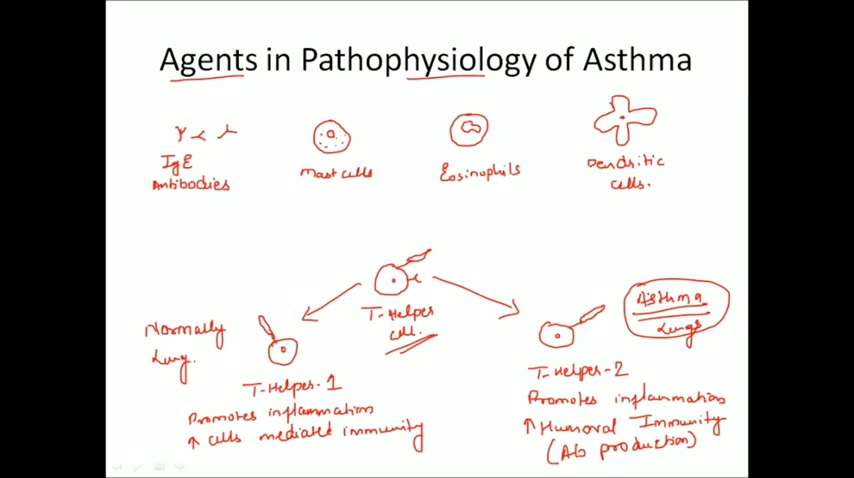 Agents in Pathophysiology of Asthma
IgE
Antibodies
Mast cells
Eosinophils
Dendritic
cells.
T-Helper
cell.
Normally
Lung.
T-Helper-1
Promotes inflammation
↑ cells mediated immunity
Asthma
Lungs
T-Helper-2
Promotes inflammation
↑ Humoral Immunity
(Ab production)